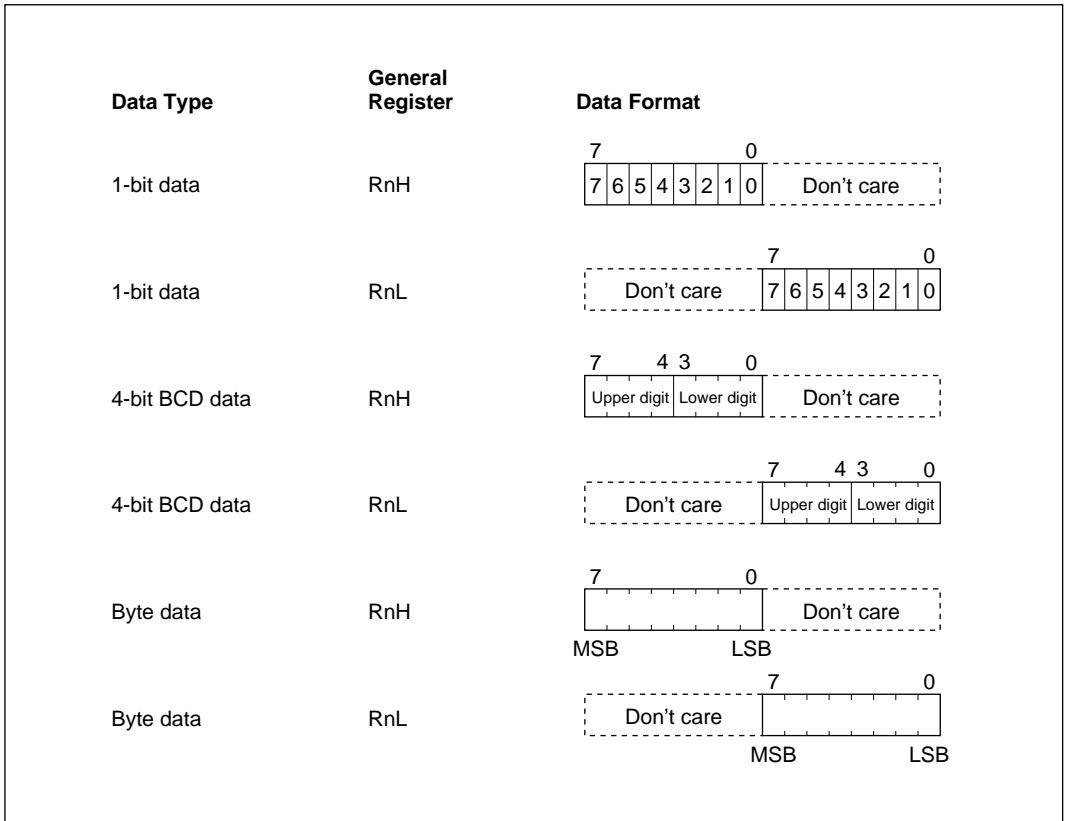 General
Data Type Register Data Format
7 0
1-bit data RnH 7 6 5 4 3 2 1 0 Don't care
7 0
1-bit data RnL Don't care 7 6 5 4 3 2 1 0
7 4 3 0
4-bit BCD data RnH Upper digit Lower digit Don't care
7 4 3 0
4-bit BCD data RnL Don't care Upper digit Lower digit
7 0
Byte data RnH Don't care
MSB LSB
7 0
Byte data RnL Don't care
MSB LSB